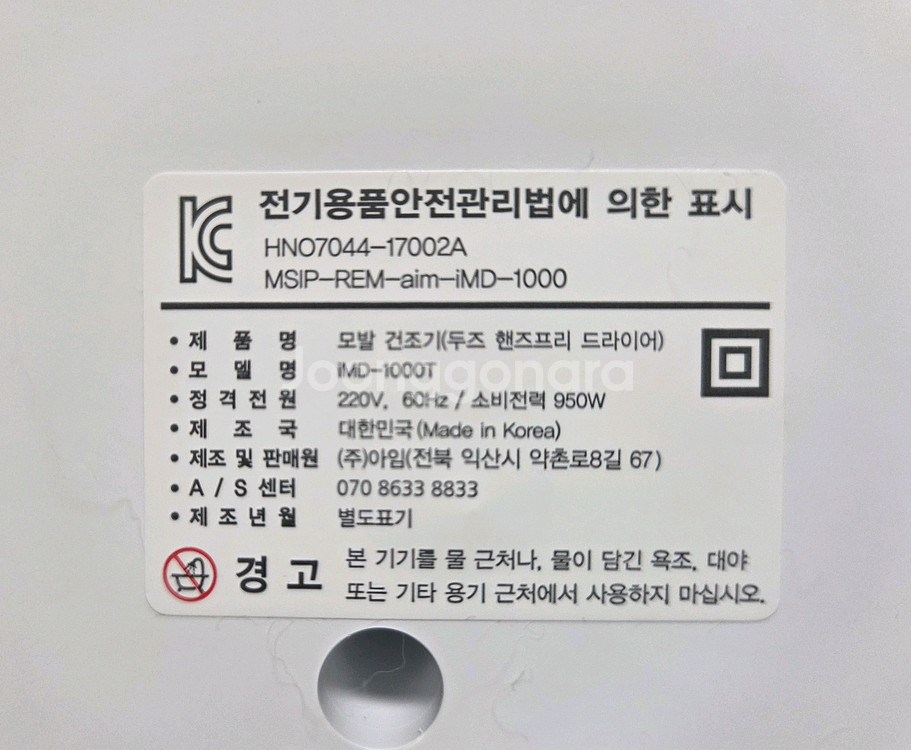 KC 전기용품안전관리법에 의한 표시
HNO7044-17002A
MSIP-REM-aim-iMD-1000
• 제 품 명 모발 건조기(두즈 핸즈프리 드라이어)
• 모 델 명 iMD-1000T
• 정격전원 220V, 60Hz / 소비전력 950W
• 제 조 국 대한민국(Made in Korea)
• 제조 및 판매원 (주)아임(전북 익산시 약촌로8길 67)
• A / S 센터 070 8633 8833
• 제조년월 별도표기
경고 본 기기를 물 근처나, 물이 담긴 욕조, 대야
또는 기타 용기 근처에서 사용하지 마십시오.
Joonggonara